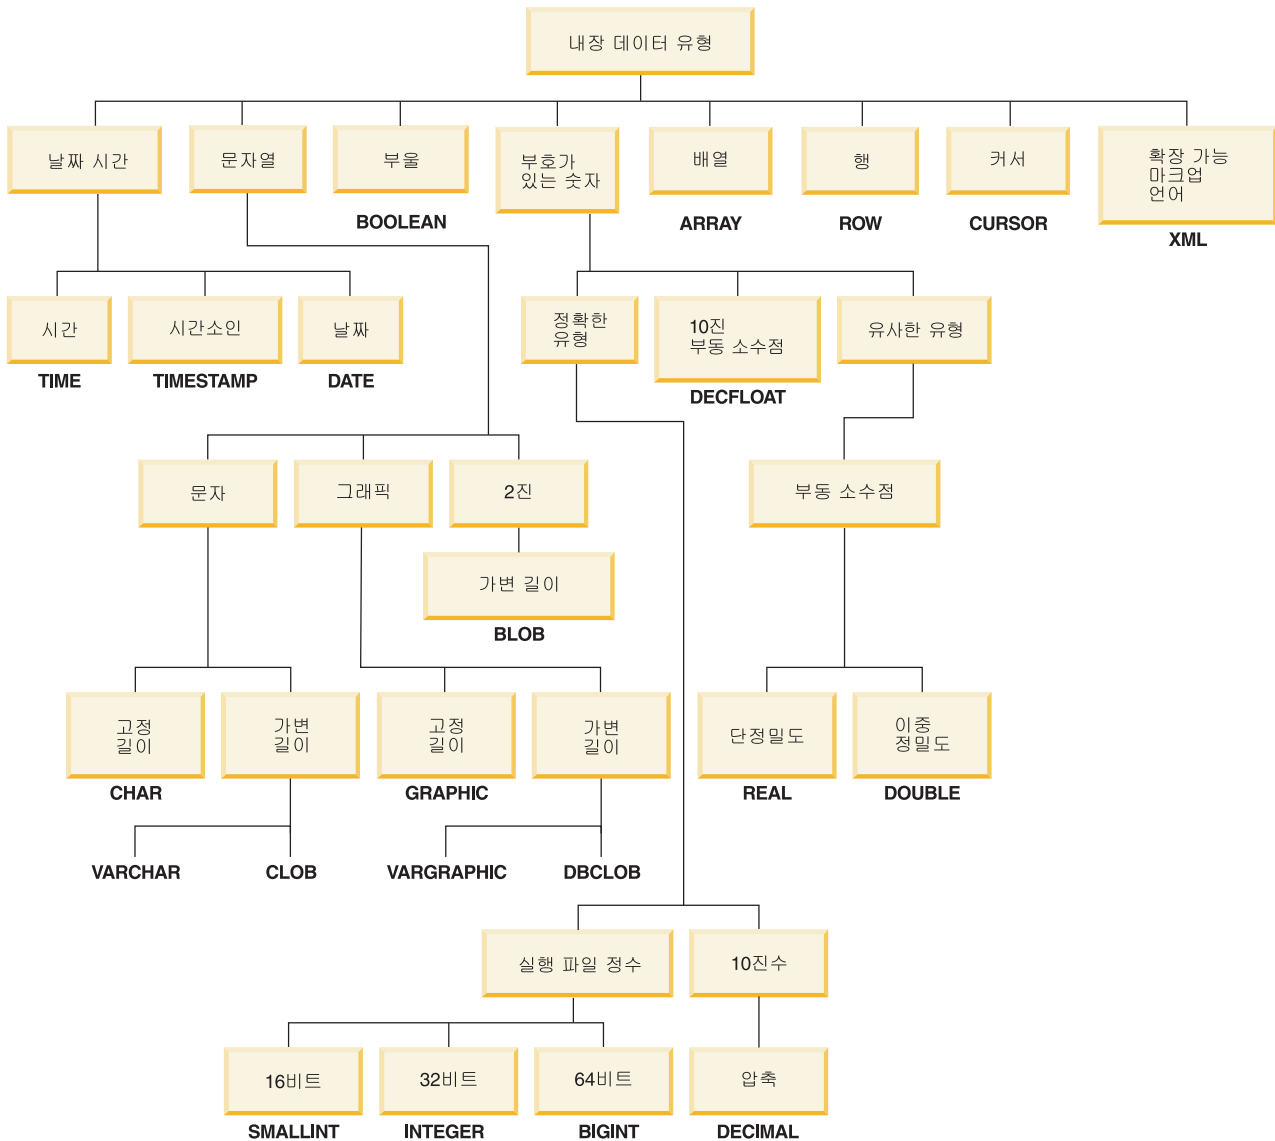 내장 데이터 유형
날짜 시간
문자열
부울
BOOLEAN
부호가
있는 숫자
배열
ARRAY
행
ROW
커서
CURSOR
확장 가능
마크업
언어
XML
시간
TIME
시간소인
TIMESTAMP
날짜
DATE
정확한
유형
10진
부동 소수점
DECFLOAT
유사한 유형
문자
그래픽
2진
부동 소수점
가변 길이
BLOB
고정
길이
CHAR
가변
길이
고정
길이
GRAPHIC
가변
길이
단정밀도
REAL
이중
정밀도
DOUBLE
VARCHAR
CLOB
VARGRAPHIC
DBCLOB
실행 파일 정수
10진수
16비트
SMALLINT
32비트
INTEGER
64비트
BIGINT
압축
DECIMAL